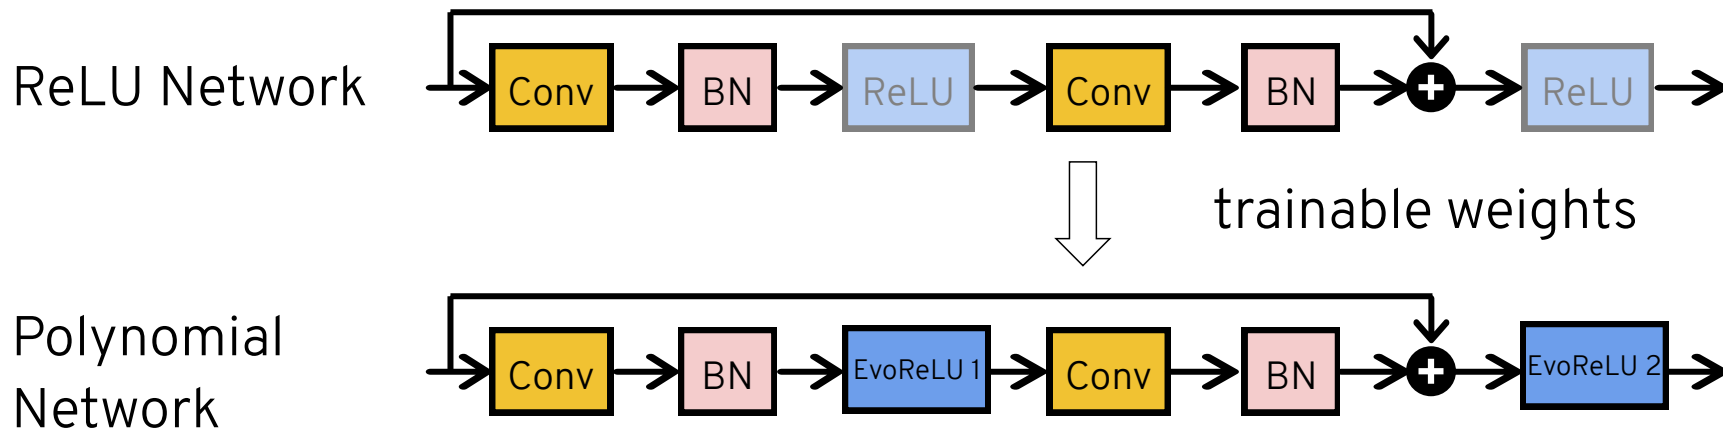 ReLU Network
Conv BN ReLU Conv BN + ReLU
trainable weights
Polynomial
Network
Conv BN EvoReLU 1 Conv BN + EvoReLU 2